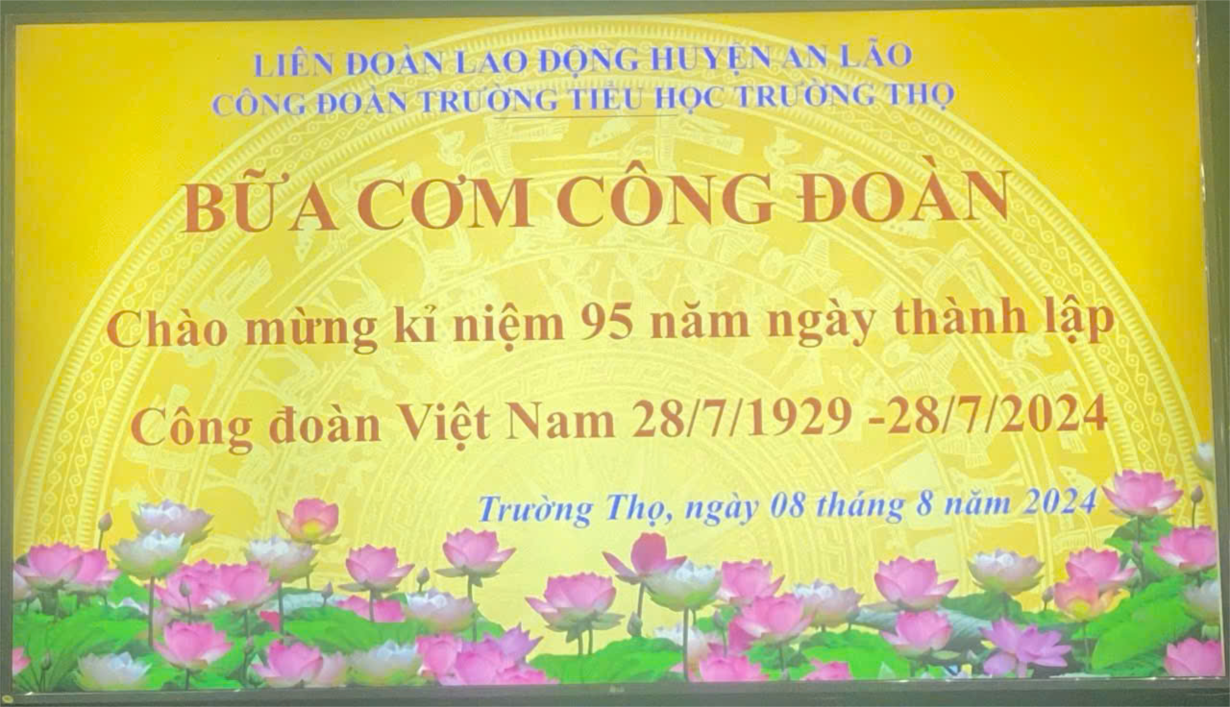 LIÊN ĐOÀN LAO ĐỘNG HUYỆN AN LÃO
CÔNG ĐOÀN TRƯỜNG TIỂU HỌC TRƯỜNG THỌ
BỮA CƠM CÔNG ĐOÀN
Chào mừng kỉ niệm 95 năm ngày thành lập
Công đoàn Việt Nam 28/7/1929 -28/7/2024
Trường Thọ, ngày 08 tháng 8 năm 2024